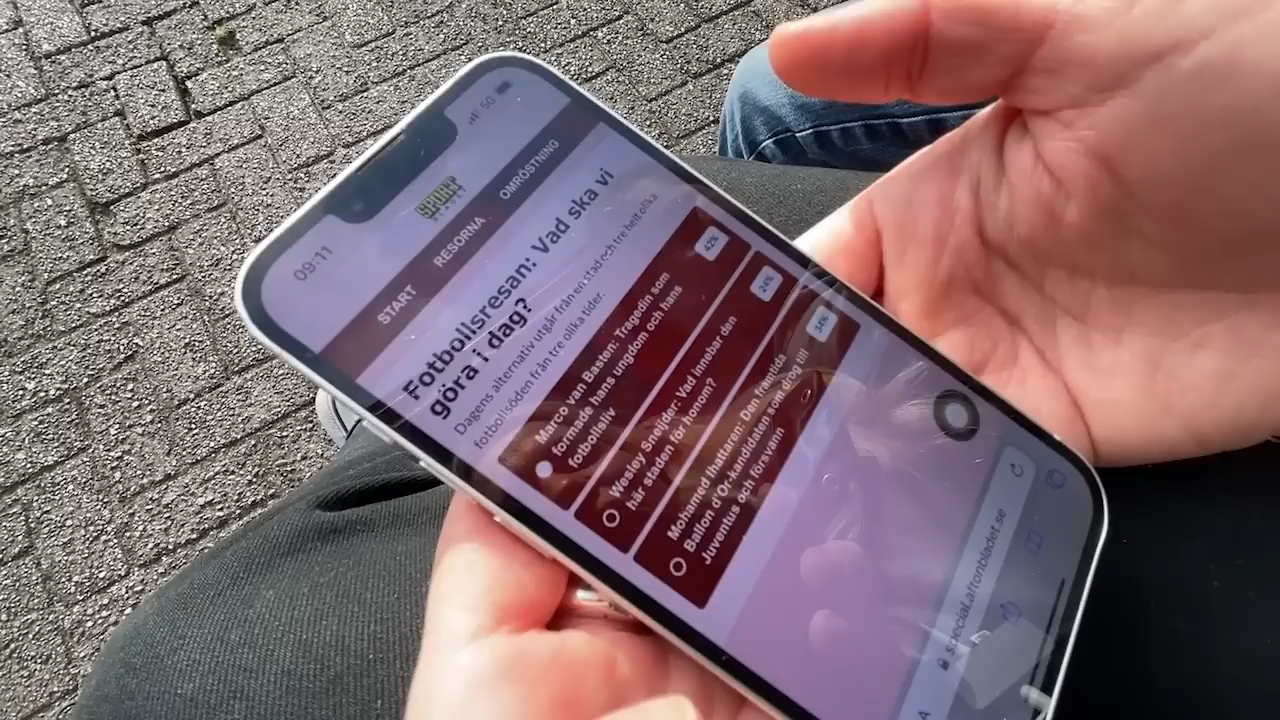 09:11
5G
SPORT
BLADET
START RESORNA OMRÖSTNING
Fotbollsresan: Vad ska vi
göra i dag?
Dagens alternativ utgår från en stad och tre helt olika
fotbollsöden från tre olika tider.
Marco van Basten: Tragedin som
formade hans ungdom och hans
fotbollsliv
42%
Wesley Sneijder: Vad innebar den
här staden för honom?
24%
Mohamed Ihattaren: Den framtida
Ballon d'Or-kandidaten som drog till
Juventus och försvann
34%
special.aftonbladet.se